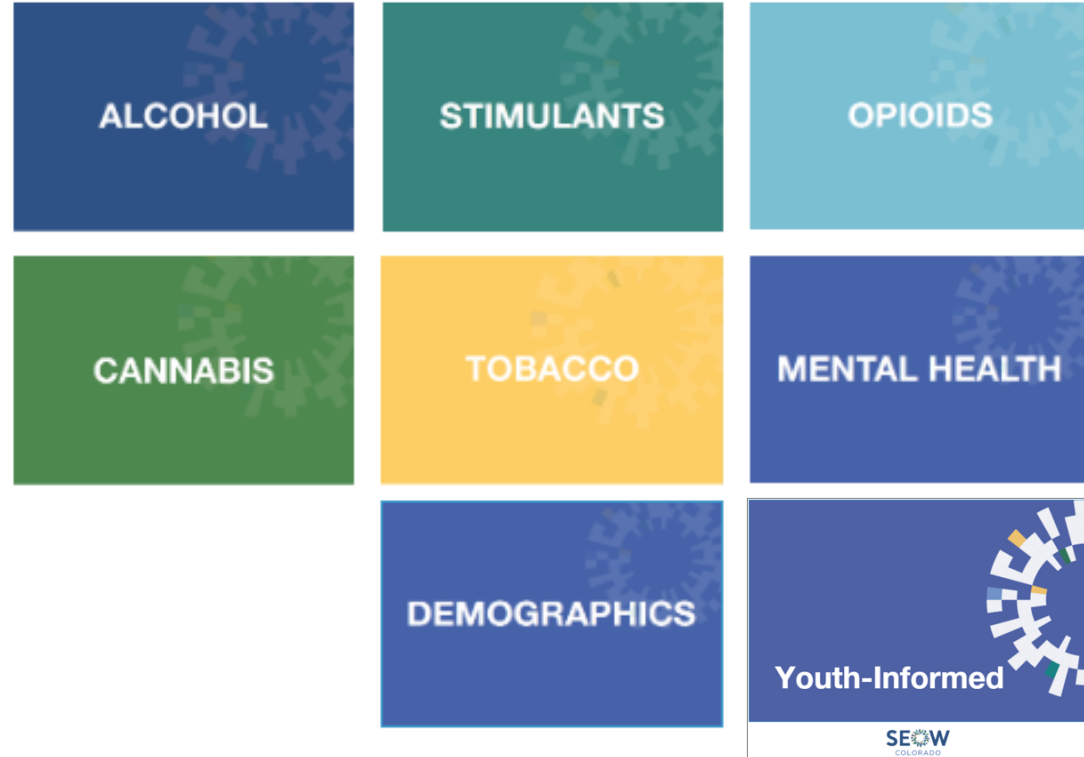 ALCOHOL
STIMULANTS
OPIOIDS
CANNABIS
TOBACCO
MENTAL HEALTH
DEMOGRAPHICS
Youth-Informed
SEOW
COLORADO